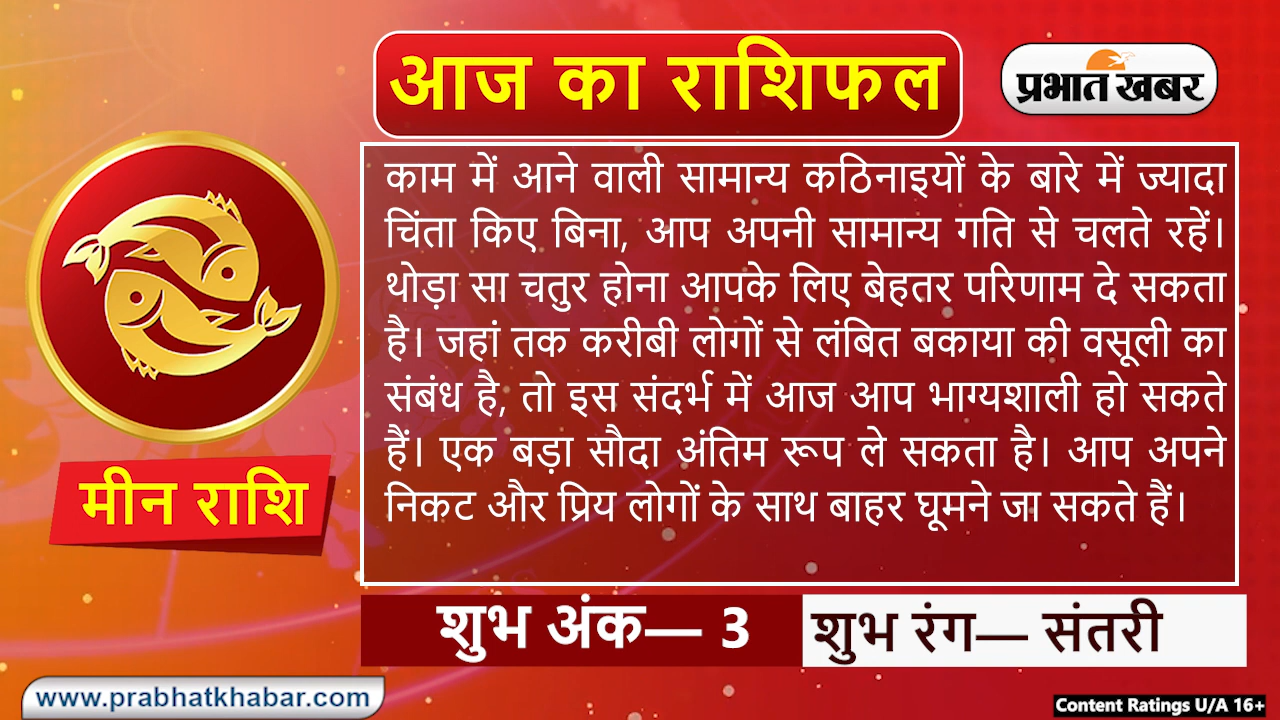 आज का राशिफल
प्रभात खबर
काम में आने वाली सामान्य कठिनाइयों के बारे में ज्यादा
चिंता किए बिना, आप अपनी सामान्य गति से चलते रहें।
थोड़ा सा चतुर होना आपके लिए बेहतर परिणाम दे सकता
है। जहां तक करीबी लोगों से लंबित बकाया की वसूली का
संबंध है, तो इस संदर्भ में आज आप भाग्यशाली हो सकते
हैं। एक बड़ा सौदा अंतिम रूप ले सकता है। आप अपने
निकट और प्रिय लोगों के साथ बाहर घूमने जा सकते हैं।
मीन राशि
शुभ अंक— 3
शुभ रंग— संतरी
www.prabhatkhabar.com
Content Ratings U/A 16+